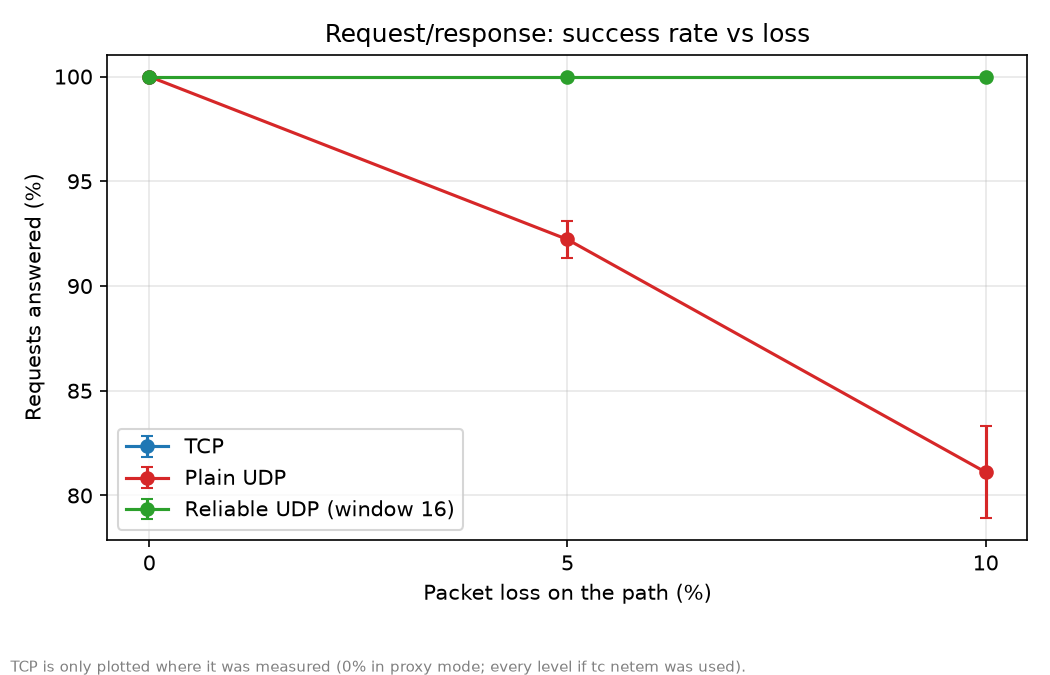 Request/response: success rate vs loss
100
95
90
85
80
Requests answered (%)
TCP
Plain UDP
Reliable UDP (window 16)
0
5
10
Packet loss on the path (%)
TCP is only plotted where it was measured (0% in proxy mode; every level if tc netem was used).